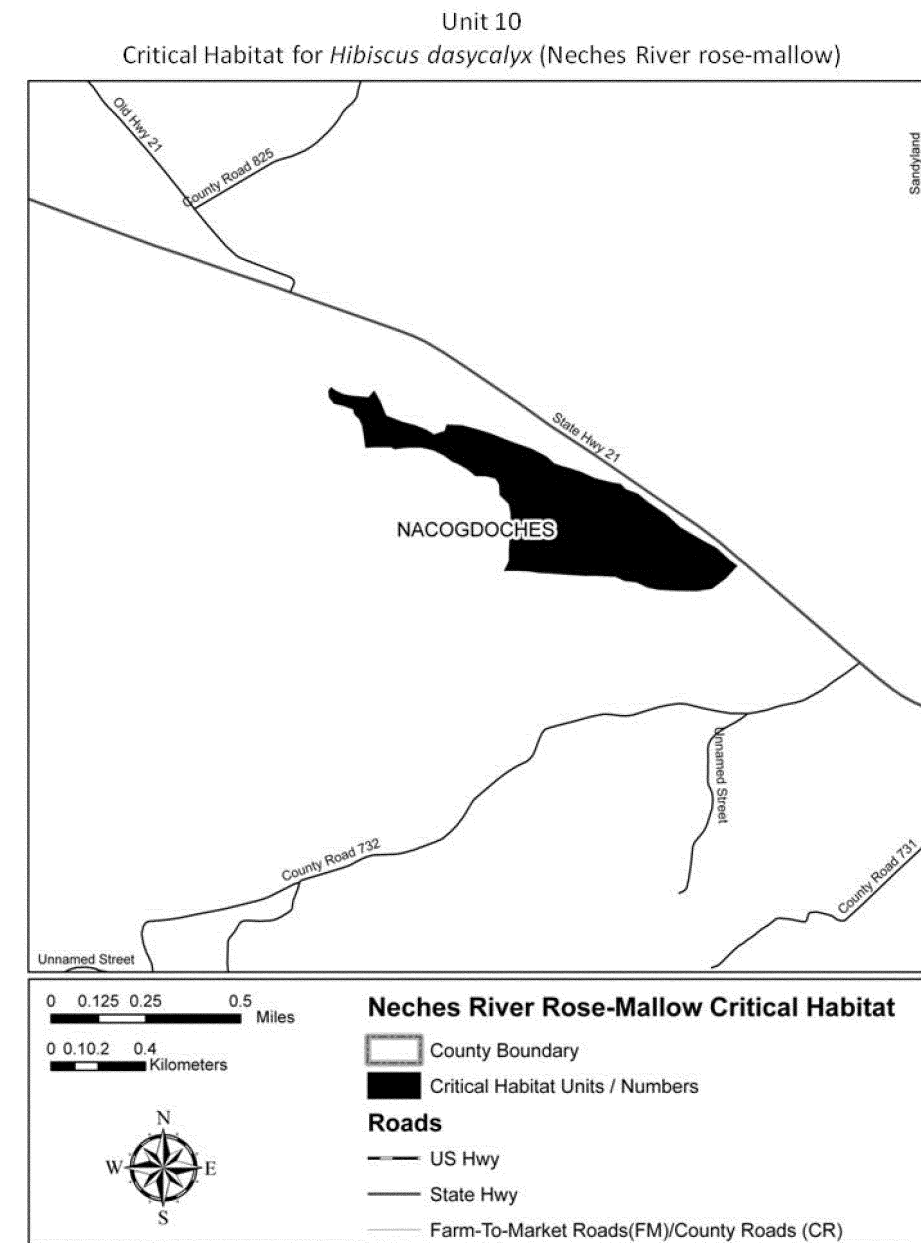 Unit 10
Critical Habitat for Hibiscus dasycalyx (Neches River rose-mallow)
Old Hwy 21
County Road 825
Sandyland
State Hwy 21
NACOGDOCHES
Unnamed Street
County Road 732
County Road 731
Unnamed Street
0 0.125 0.25 0.5
Miles
0 0.10.2 0.4
Kilometers
N
W E
S
Neches River Rose-Mallow Critical Habitat
County Boundary
Critical Habitat Units / Numbers
Roads
US Hwy
State Hwy
Farm-To-Market Roads(FM)/County Roads (CR)